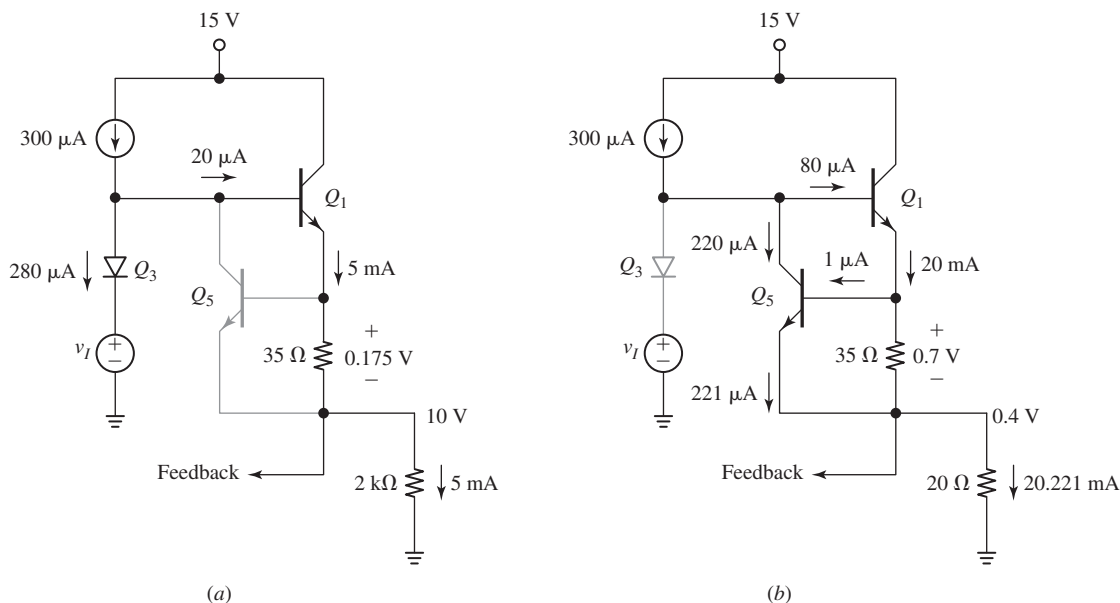 15 V
300 μA
20 μA
Q1
280 μA
Q3
Q5
5 mA
vI
+
−
35 Ω
+
0.175 V
−
10 V
Feedback
2 kΩ
5 mA
(a)
15 V
300 μA
80 μA
Q1
220 μA
1 μA
20 mA
Q3
Q5
vI
+
−
35 Ω
+
0.7 V
−
221 μA
0.4 V
Feedback
20 Ω
20.221 mA
(b)